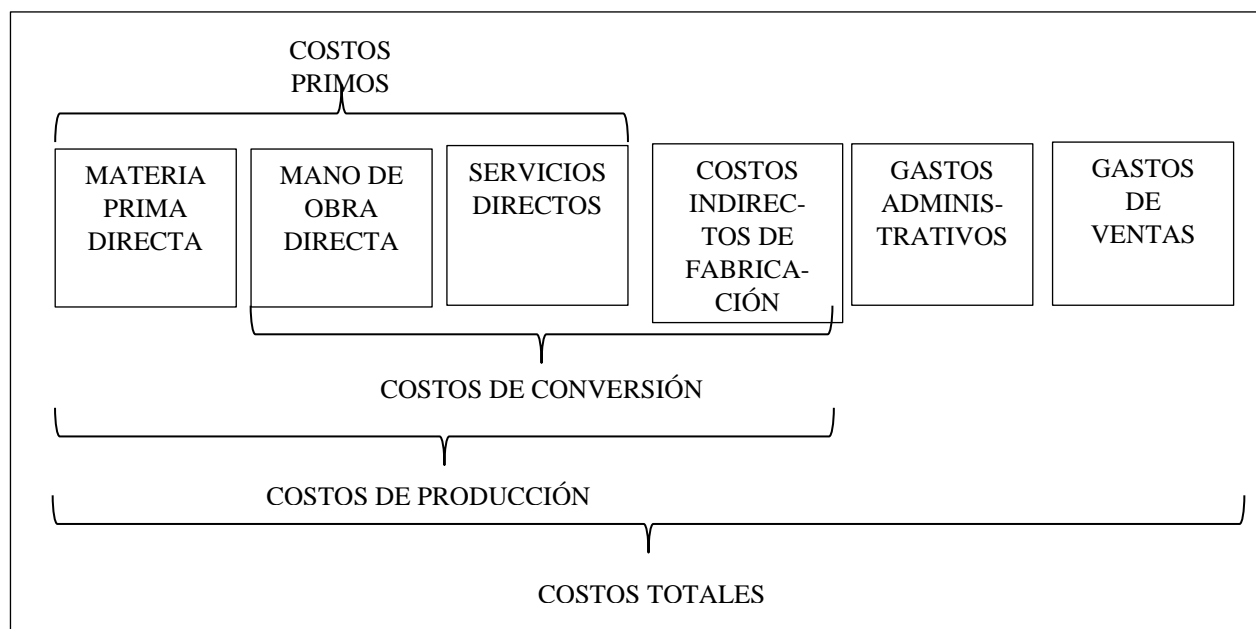 COSTOS
PRIMOS
MATERIA
PRIMA
DIRECTA
MANO DE
OBRA
DIRECTA
SERVICIOS
DIRECTOS
COSTOS
INDIREC-
TOS DE
FABRICA-
CIÓN
GASTOS
ADMINIS-
TRATIVOS
GASTOS
DE
VENTAS
COSTOS DE CONVERSIÓN
COSTOS DE PRODUCCIÓN
COSTOS TOTALES